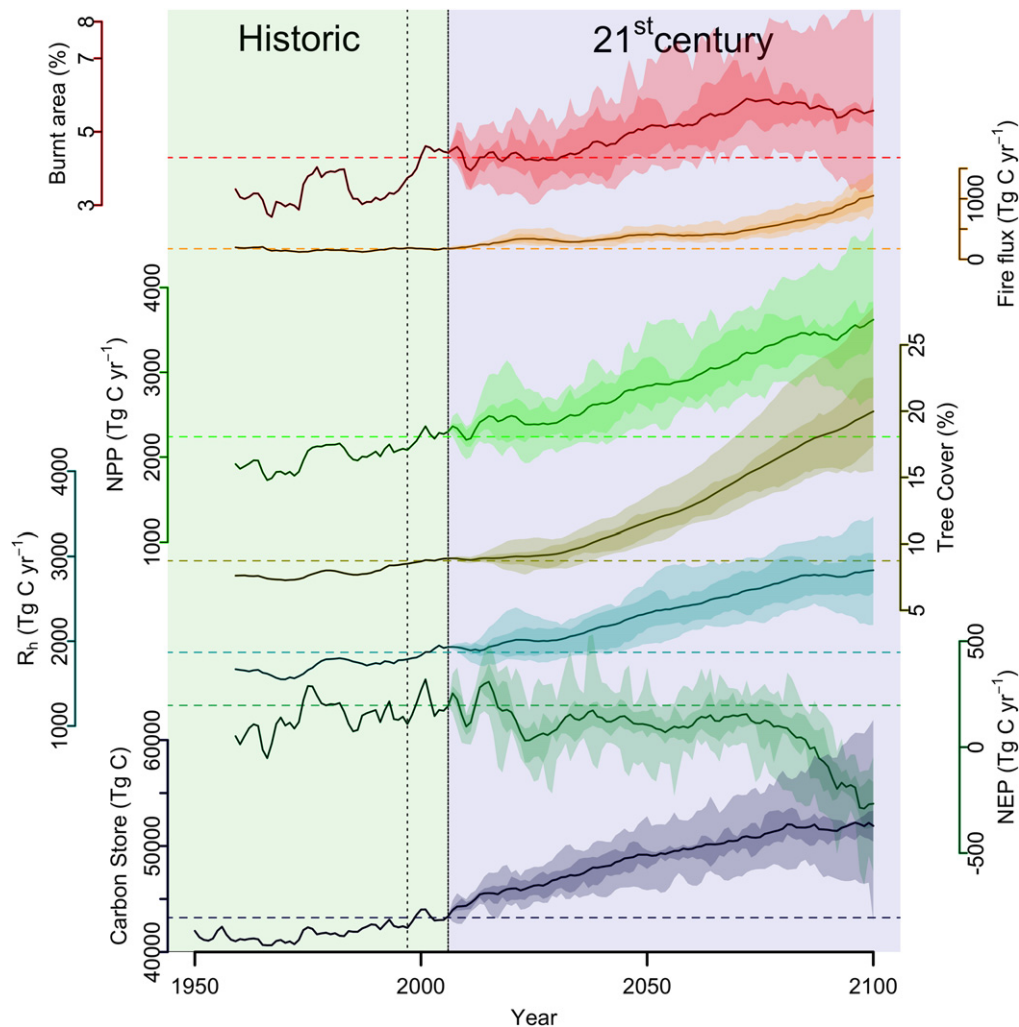 Historic
21st century
Burnt area (%)
8
7
5
3
Fire flux (Tg C yr−1)
1000
0
NPP (Tg C yr−1)
4000
3000
2000
1000
Tree Cover (%)
25
20
15
10
5
Rh (Tg C yr−1)
4000
3000
2000
1000
NEP (Tg C yr−1)
500
0
-500
Carbon Store (Tg C)
60000
50000
40000
1950
2000
2050
2100
Year